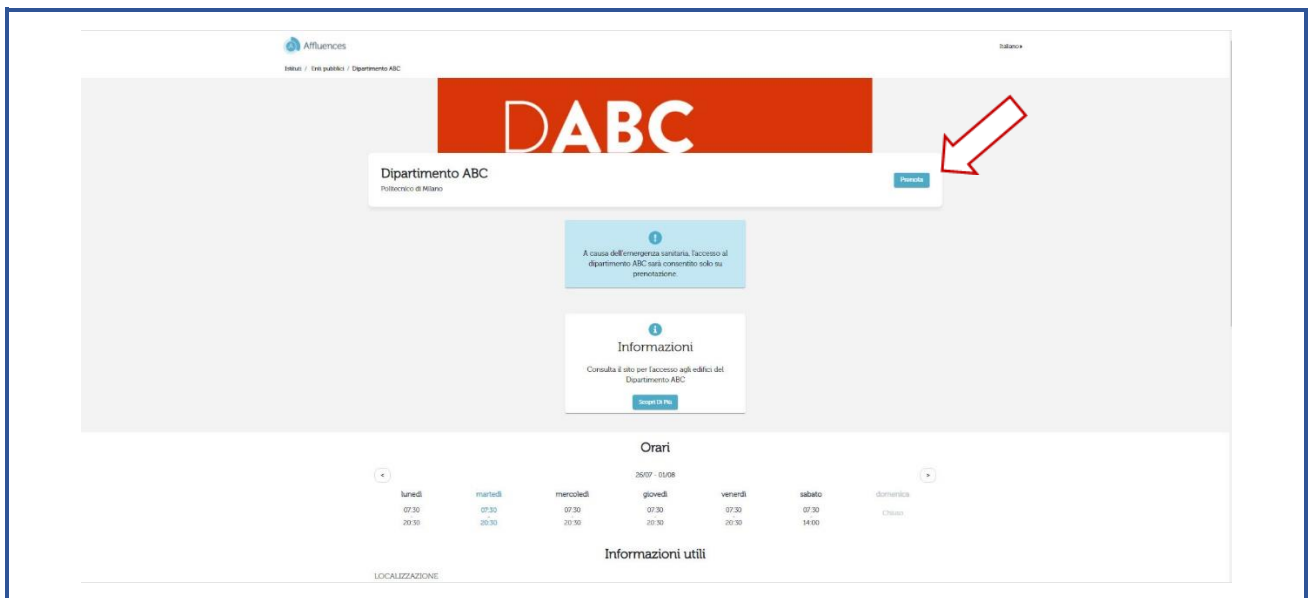 Affluences
Italiano
Istituti / Enti pubblici / Dipartimento ABC
DABC
Dipartimento ABC
Politecnico di Milano
Prenota
A causa dell'emergenza sanitaria, l'accesso al
dipartimento ABC sarà consentito solo su
prenotazione.
Informazioni
Consulta il sito per l'accesso agli edifici del
Dipartimento ABC
Scopri Di Più
Orari
< 26/07 - 01/08 >
lunedì martedì mercoledì giovedì venerdì sabato domenica
07:30 07:30 07:30 07:30 07:30 07:30 Chiuso
20:30 20:30 20:30 20:30 20:30 14:00
Informazioni utili
LOCALIZZAZIONE